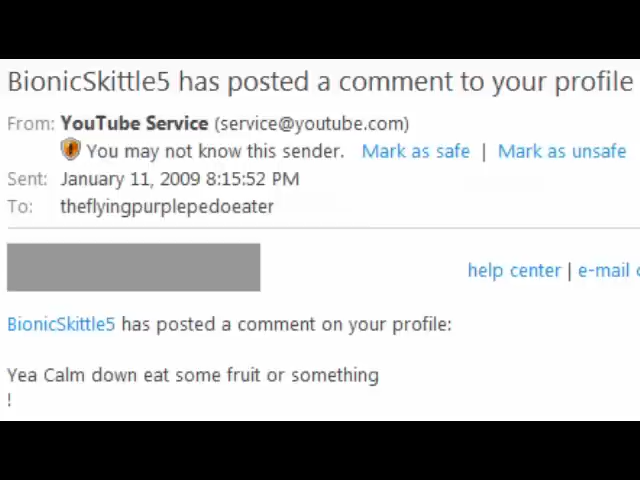 BionicSkittle5 has posted a comment to your profile
From: YouTube Service (service@youtube.com)
You may not know this sender. Mark as safe | Mark as unsafe
Sent: January 11, 2009 8:15:52 PM
To: theflyingpurplepedoeater
help center | e-mail
BionicSkittle5 has posted a comment on your profile:
Yea Calm down eat some fruit or something
!